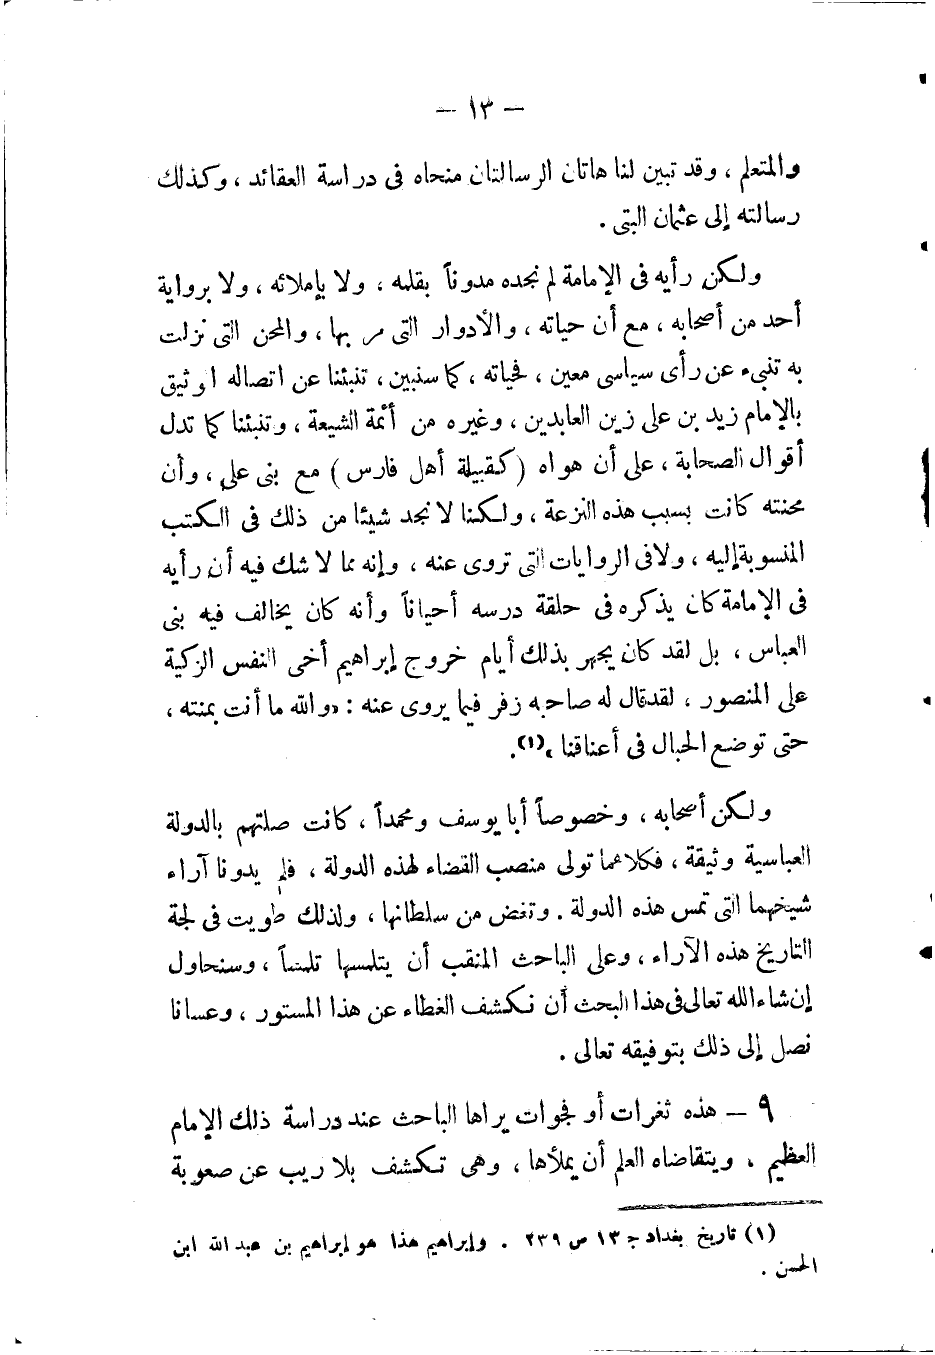 — ١٣ —
والمتعلم ، وقد تبين لنا هاتان الرسالتان منحاه فى دراسة العقائد ، وكذلك
رسالته إلى عثمان البتى .
ولكن رأيه فى الإمامة لم نجده مدوناً بقلمه ، ولا بإملائه ، ولا برواية
أحد من أصحابه ، مع أن حياته ، والأدوار التى مر بها ، والمحن التى نزلت
به تنبىء عن رأى سياسى معين ، فحياته ، كما سنبين ، تنبئنا عن اتصاله الوثيق
بالإمام زيد بن على زين العابدين ، وغيره من أئمة الشيعة ، وتنبئنا كما تدل
أقوال الصحابة ، على أن هواه (كقبيلة أهل فارس) مع بنى على ، وأن
محنته كانت بسبب هذه النزعة ، ولكننا لا نجد شيئا من ذلك فى الكتب
المنسوبة إليه ، ولا فى الروايات التى تروى عنه ، وإنه مما لا شك فيه أن رأيه
فى الإمامة كان يذكره فى حلقة درسه أحياناً وأنه كان يخالف فيه بنى
العباس ، بل لقد كان يجهر بذلك أيام خروج إبراهيم أخى النفس الزكية
على المنصور ، لقد قال له صاحبه زفر فيما يروى عنه : «والله ما أنت بمنته ،
حتى توضع الحبال فى أعناقنا »(١).
ولكن أصحابه ، وخصوصاً أبا يوسف ومحمداً ، كانت صلتهم بالدولة
العباسية وثيقة ، فكلاهما تولى منصب القضاء لهذه الدولة ، فلم يدونا آراء
شيخهما التى تمس هذه الدولة . وتغض من سلطانها ، ولذلك طويت فى لجة
التاريخ هذه الآراء ، وعلى الباحث المنقب أن يتلمسها تلمساً ، وسنحاول
إن شاء الله تعالى فى هذا البحث أن نكشف الغطاء عن هذا المستور ، وعسانا
نصل إلى ذلك بتوفيقه تعالى .
٩ — هذه ثغرات أو فجوات يراها الباحث عند دراسة ذلك الإمام
العظيم ، ويتقاضاه العلم أن يملأها ، وهى تكشف بلا ريب عن صعوبة
(١) تاريخ بغداد ج ١٣ ص ٣٣٩ . وإبراهيم هذا هو إبراهيم بن عبد الله ابن
الحسن .